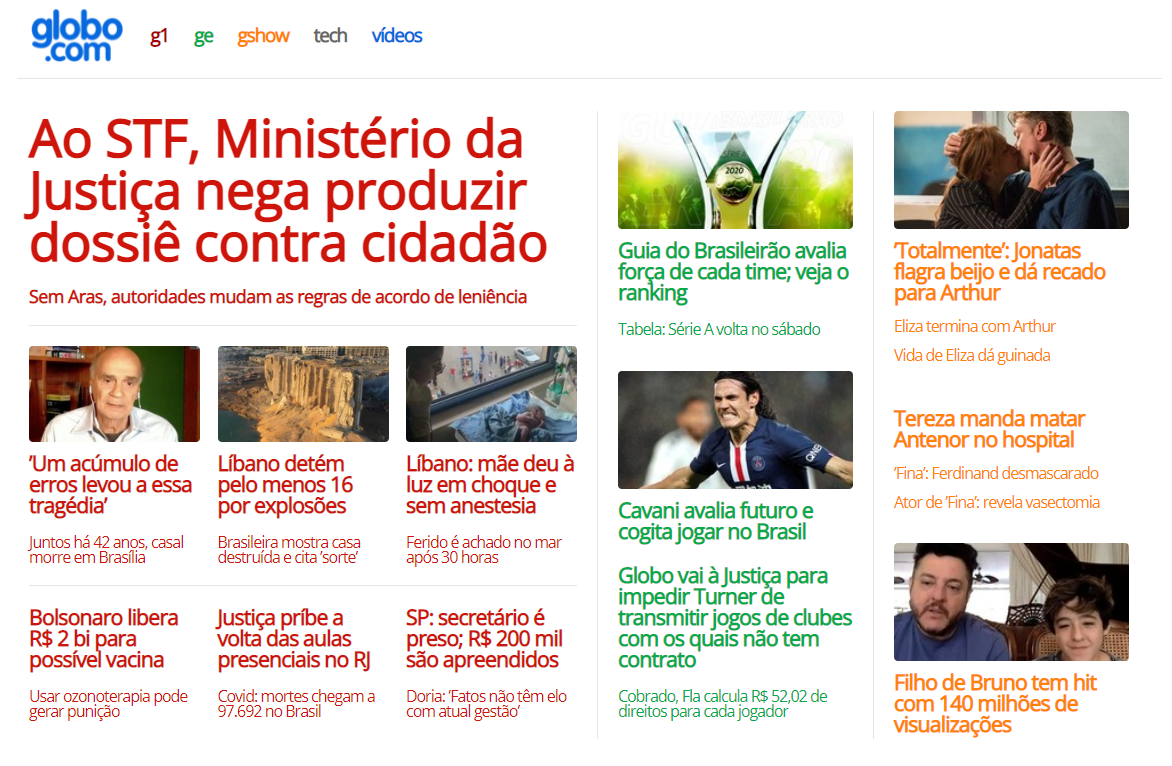 globo
.com
g1
ge
gshow
tech
vídeos
Ao STF, Ministério da
Justiça nega produzir
dossiê contra cidadão
Sem Aras, autoridades mudam as regras de acordo de leniência
'Um acúmulo de
erros levou a essa
tragédia'
Juntos há 42 anos, casal
morre em Brasília
Líbano detém
pelo menos 16
por explosões
Brasileira mostra casa
destruída e cita 'sorte'
Líbano: mãe deu à
luz em choque e
sem anestesia
Ferido é achado no mar
após 30 horas
Bolsonaro libera
R$ 2 bi para
possível vacina
Usar ozonoterapia pode
gerar punição
Justiça príbe a
volta das aulas
presenciais no RJ
Covid: mortes chegam a
97.692 no Brasil
SP: secretário é
preso; R$ 200 mil
são apreendidos
Doria: 'Fatos não têm elo
com atual gestão'
2020
Guia do Brasileirão avalia
força de cada time; veja o
ranking
Tabela: Série A volta no sábado
Cavani avalia futuro e
cogita jogar no Brasil
Globo vai à Justiça para
impedir Turner de
transmitir jogos de clubes
com os quais não tem
contrato
Cobrado, Fla calcula R$ 52,02 de
direitos para cada jogador
'Totalmente': Jonatas
flagra beijo e dá recado
para Arthur
Eliza termina com Arthur
Vida de Eliza dá guinada
Tereza manda matar
Antenor no hospital
'Fina': Ferdinand desmascarado
Ator de 'Fina': revela vasectomia
Filho de Bruno tem hit
com 140 milhões de
visualizações